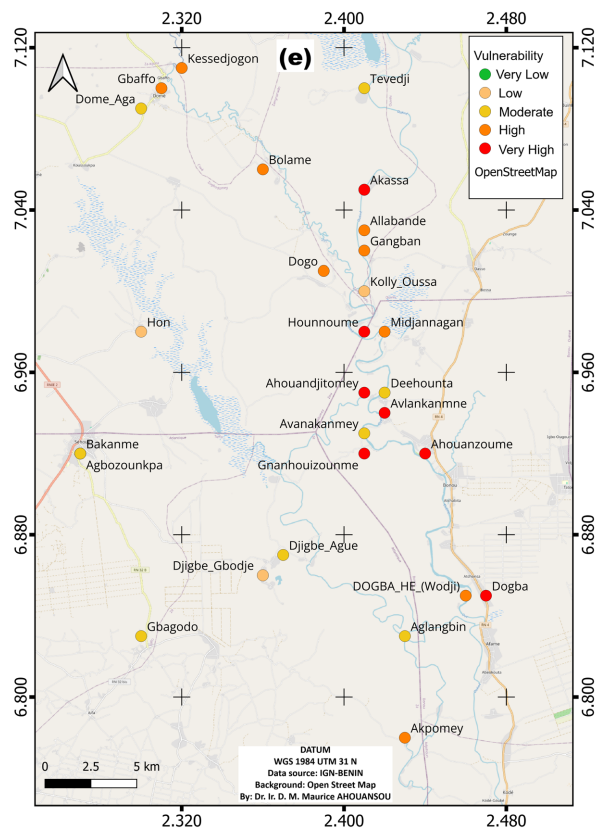 2.320 2.400 2.480
7.120 7.120
(e)
Kessedjogon
Gbaffo
Dome_Aga
Tevedji
Vulnerability
Very Low
Low
Moderate
High
Very High
OpenStreetMap
Bolame
Akassa
7.040 7.040
Allabande
Gangban
Dogo
Kolly_Oussa
Hon
Hounnoume
Midjannagan
6.960 6.960
Ahouandjitomey
Deehounta
Avlankanmne
Avanakanmey
Bakanme
Ahouanzoume
Agbozounkpa
Gnanhouizounme
6.880 6.880
Djigbe_Ague
Djigbe_Gbodje
DOGBA_HE_(Wodji)
Dogba
Gbagodo
Aglangbin
6.800 6.800
Akpomey
DATUM
WGS 1984 UTM 31 N
Data source: IGN-BENIN
Background: Open Street Map
By: Dr. Ir. D. M. Maurice AHOUANSOU
0 2.5 5 km
2.320 2.400 2.480